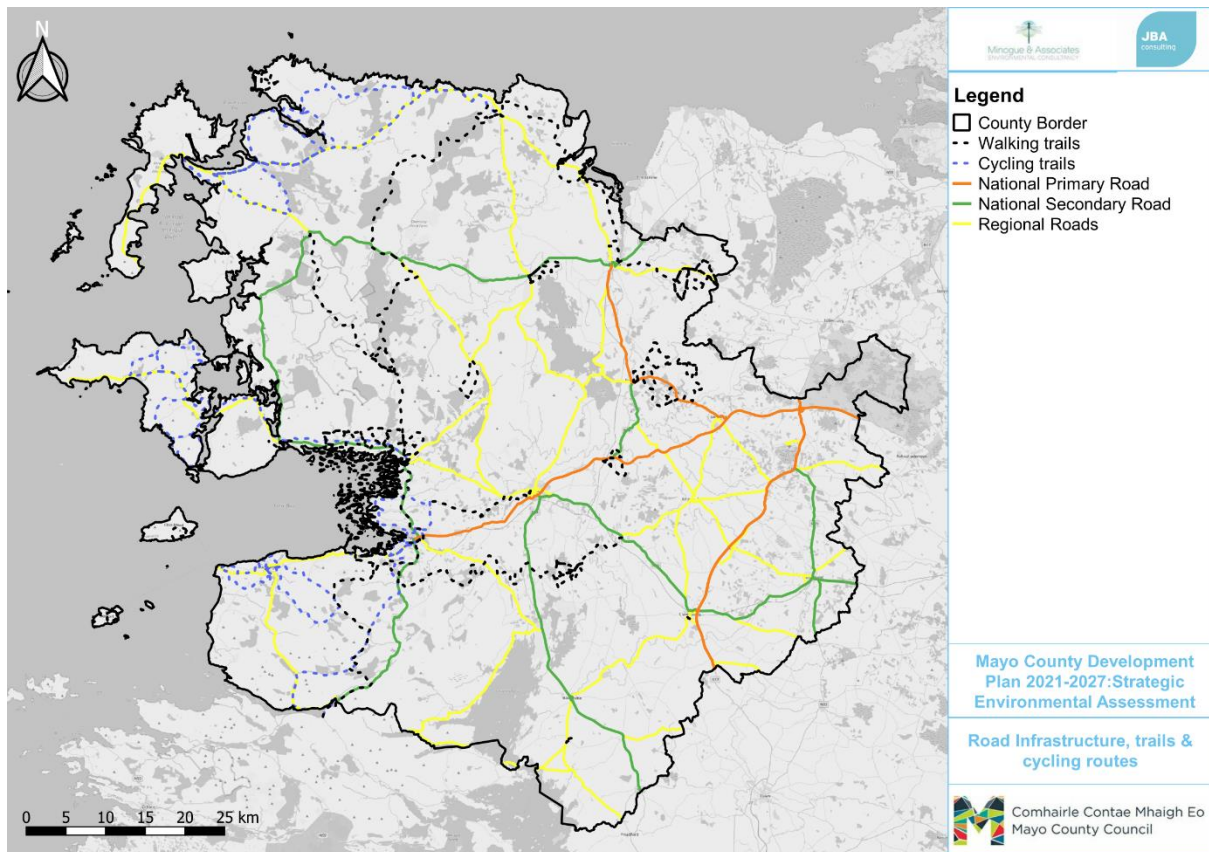 N
0 5 10 15 20 25 km
Minogue & Associates
ENVIRONMENTAL CONSULTANCY
JBA
consulting
Legend
County Border
Walking trails
Cycling trails
National Primary Road
National Secondary Road
Regional Roads
Mayo County Development
Plan 2021-2027:Strategic
Environmental Assessment
Road Infrastructure, trails &
cycling routes
Comhairle Contae Mhaigh Eo
Mayo County Council